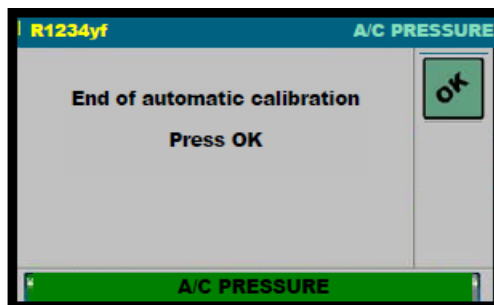 R1234yf A/C PRESSURE
End of automatic calibration
OK
Press OK
A/C PRESSURE